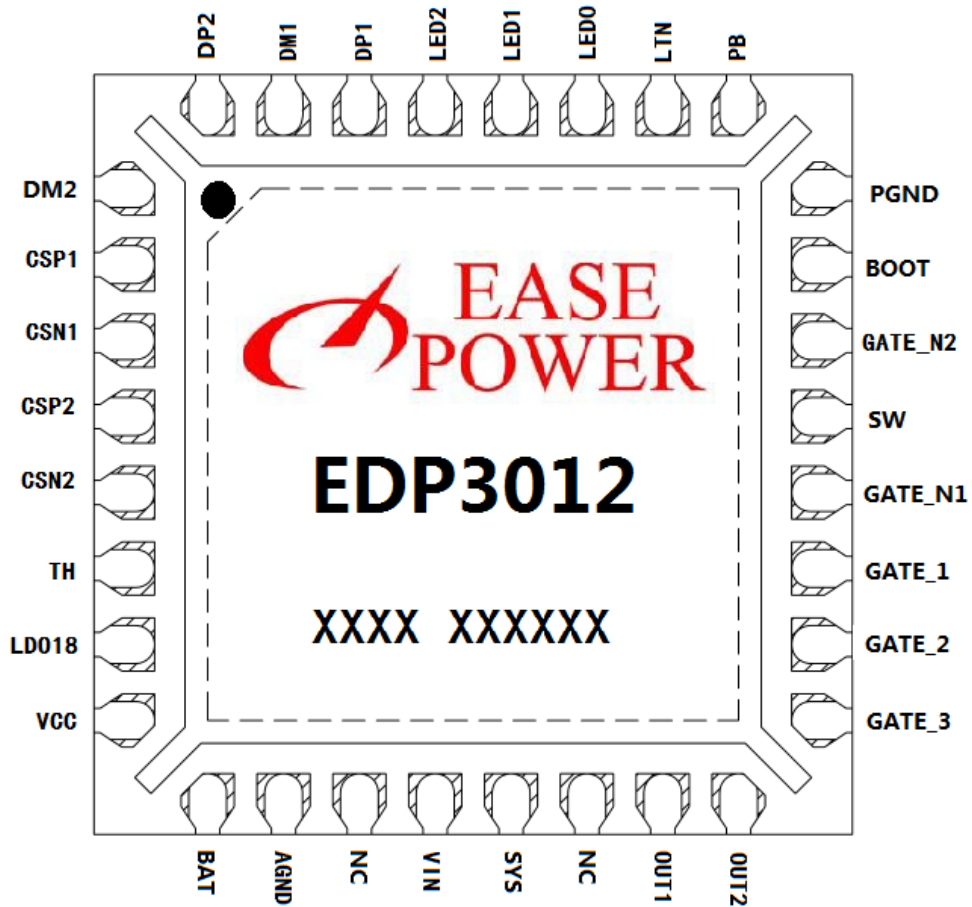 DP2
DM1
DP1
LED2
LED1
LED0
LTN
PB
DM2
CSP1
CSN1
CSP2
CSN2
TH
LDO18
VCC
EASE
POWER
EDP3012
XXXX XXXXXX
PGND
BOOT
GATE_N2
SW
GATE_N1
GATE_1
GATE_2
GATE_3
BAT
AGND
NC
VIN
SYS
NC
OUT1
OUT2